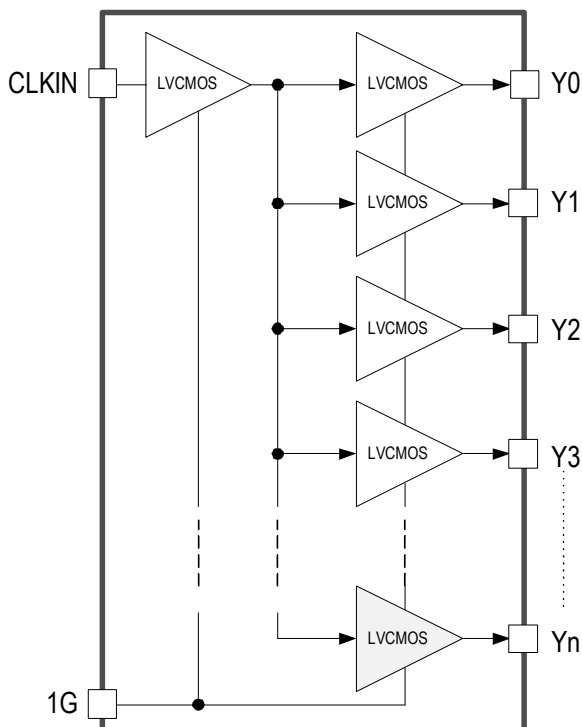 CLKIN
LVCMOS
LVCMOS
Y0
LVCMOS
Y1
LVCMOS
Y2
LVCMOS
Y3
LVCMOS
Yn
1G